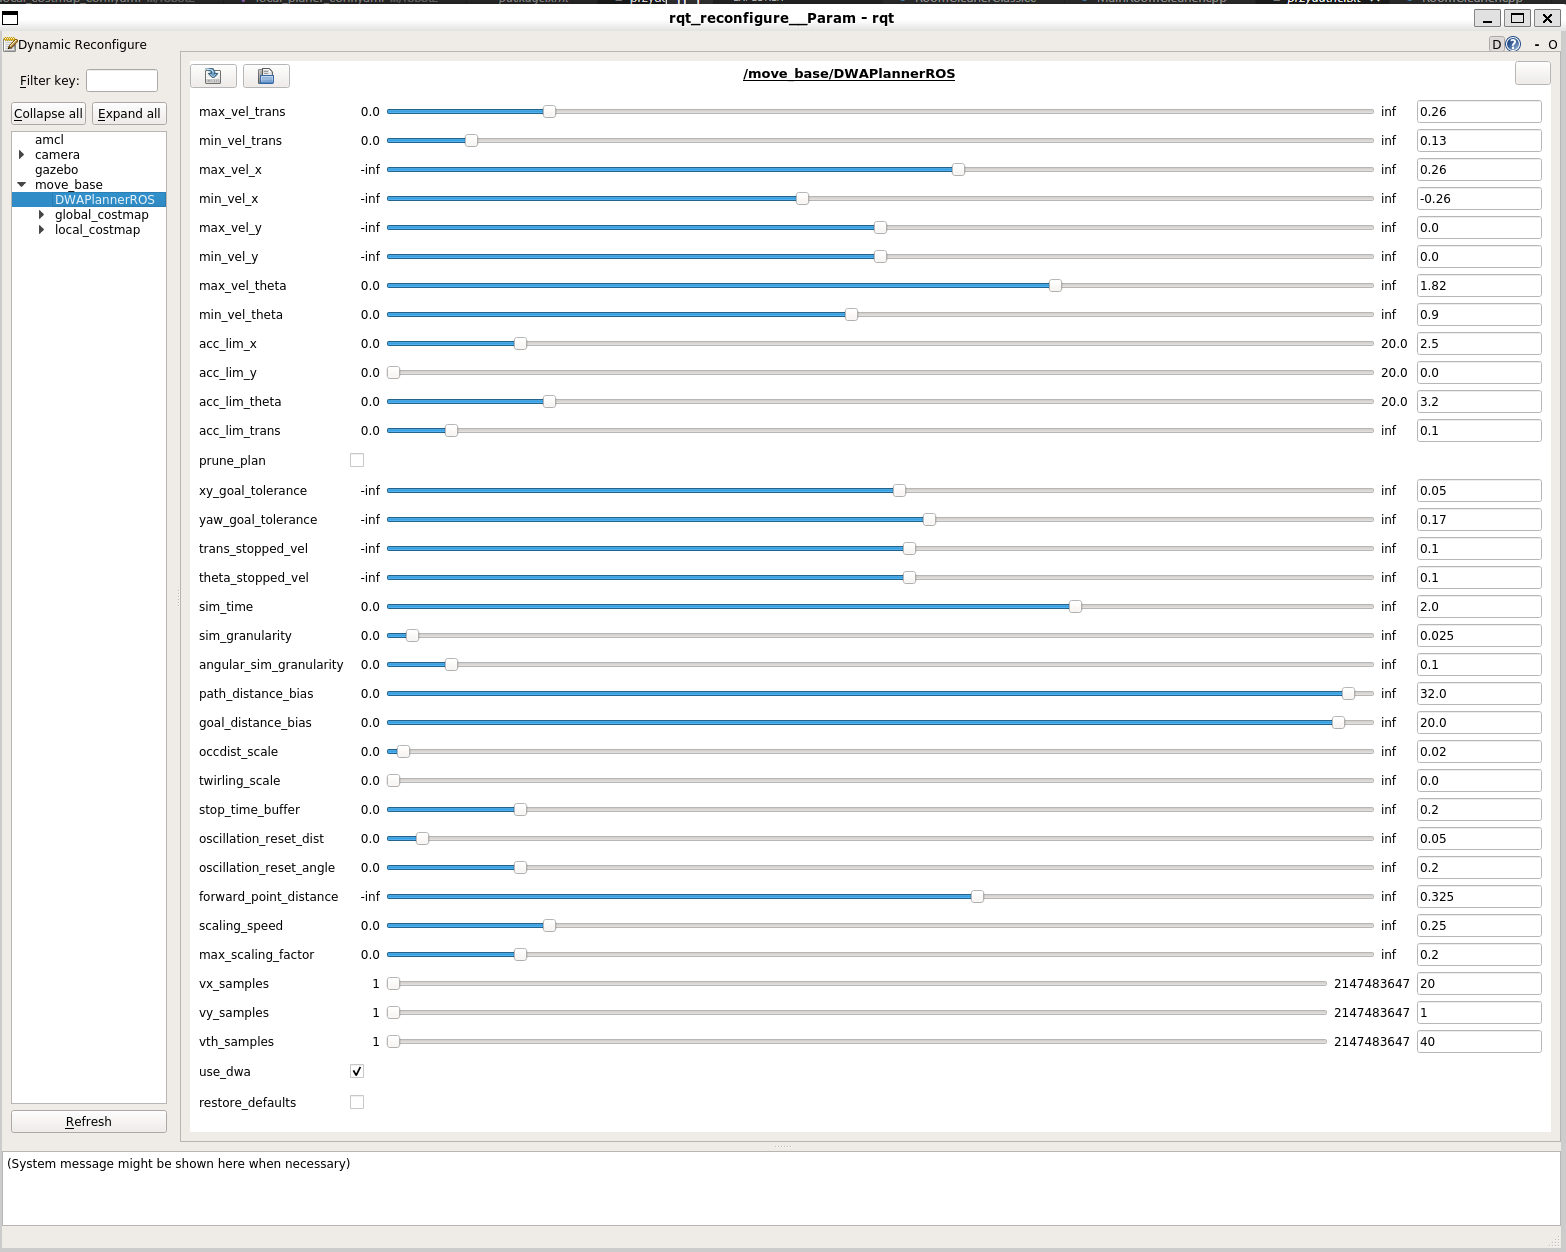 rqt_reconfigure__Param - rqt
Dynamic Reconfigure
D
- O
Filter key:
Collapse all Expand all
amcl
camera
gazebo
move_base
DWAPlannerROS
global_costmap
local_costmap
Refresh
/move_base/DWAPlannerROS
max_vel_trans 0.0 inf 0.26
min_vel_trans 0.0 inf 0.13
max_vel_x -inf inf 0.26
min_vel_x -inf inf -0.26
max_vel_y -inf inf 0.0
min_vel_y -inf inf 0.0
max_vel_theta 0.0 inf 1.82
min_vel_theta 0.0 inf 0.9
acc_lim_x 0.0 20.0 2.5
acc_lim_y 0.0 20.0 0.0
acc_lim_theta 0.0 20.0 3.2
acc_lim_trans 0.0 inf 0.1
prune_plan
xy_goal_tolerance -inf inf 0.05
yaw_goal_tolerance -inf inf 0.17
trans_stopped_vel -inf inf 0.1
theta_stopped_vel -inf inf 0.1
sim_time 0.0 inf 2.0
sim_granularity 0.0 inf 0.025
angular_sim_granularity 0.0 inf 0.1
path_distance_bias 0.0 inf 32.0
goal_distance_bias 0.0 inf 20.0
occdist_scale 0.0 inf 0.02
twirling_scale 0.0 inf 0.0
stop_time_buffer 0.0 inf 0.2
oscillation_reset_dist 0.0 inf 0.05
oscillation_reset_angle 0.0 inf 0.2
forward_point_distance -inf inf 0.325
scaling_speed 0.0 inf 0.25
max_scaling_factor 0.0 inf 0.2
vx_samples 1 2147483647 20
vy_samples 1 2147483647 1
vth_samples 1 2147483647 40
use_dwa
restore_defaults
(System message might be shown here when necessary)